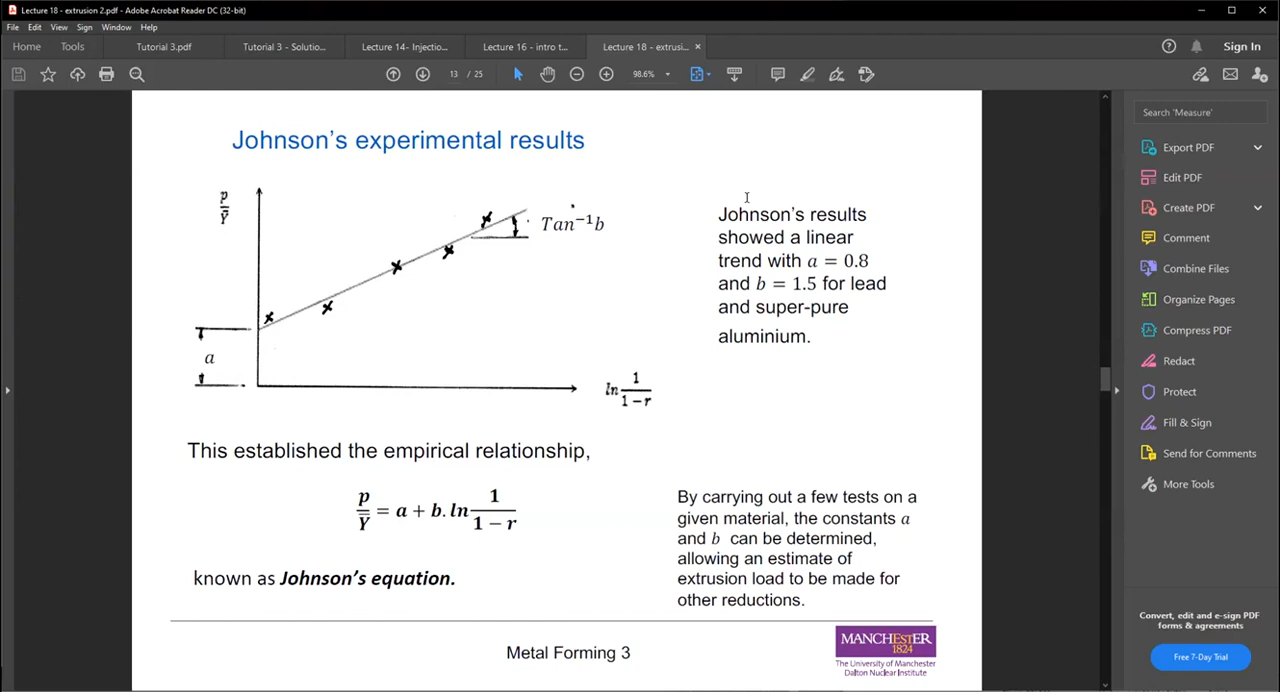 Lecture 18 - extrusion 2.pdf - Adobe Acrobat Reader DC (32-bit)
File Edit View Sign Window Help
Home Tools Tutorial 3.pdf Tutorial 3 - Solutio... Lecture 14- Injectio... Lecture 16 - intro t... Lecture 18 - extrusi... × Sign In
13 / 25 98.6%
Search 'Measure'
Export PDF
Edit PDF
Create PDF
Comment
Combine Files
Organize Pages
Compress PDF
Redact
Protect
Fill & Sign
Send for Comments
More Tools
Convert, edit and e-sign PDF
forms & agreements
Free 7-Day Trial
Johnson's experimental results
P/Y̅
Tan⁻¹b
a
ln 1/(1-r)
Johnson's results
showed a linear
trend with a = 0.8
and b = 1.5 for lead
and super-pure
aluminium.
This established the empirical relationship,
p/Y̿ = a + b. ln 1/(1 − r)
known as Johnson's equation.
By carrying out a few tests on a
given material, the constants a
and b can be determined,
allowing an estimate of
extrusion load to be made for
other reductions.
Metal Forming 3
MANCHESTER
1824
The University of Manchester
Dalton Nuclear Institute